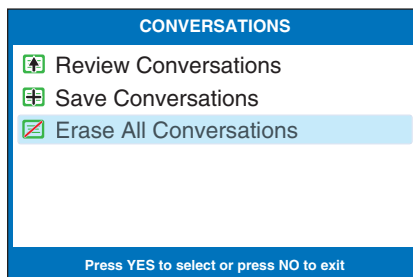 CONVERSATIONS
Review Conversations
Save Conversations
Erase All Conversations
Press YES to select or press NO to exit